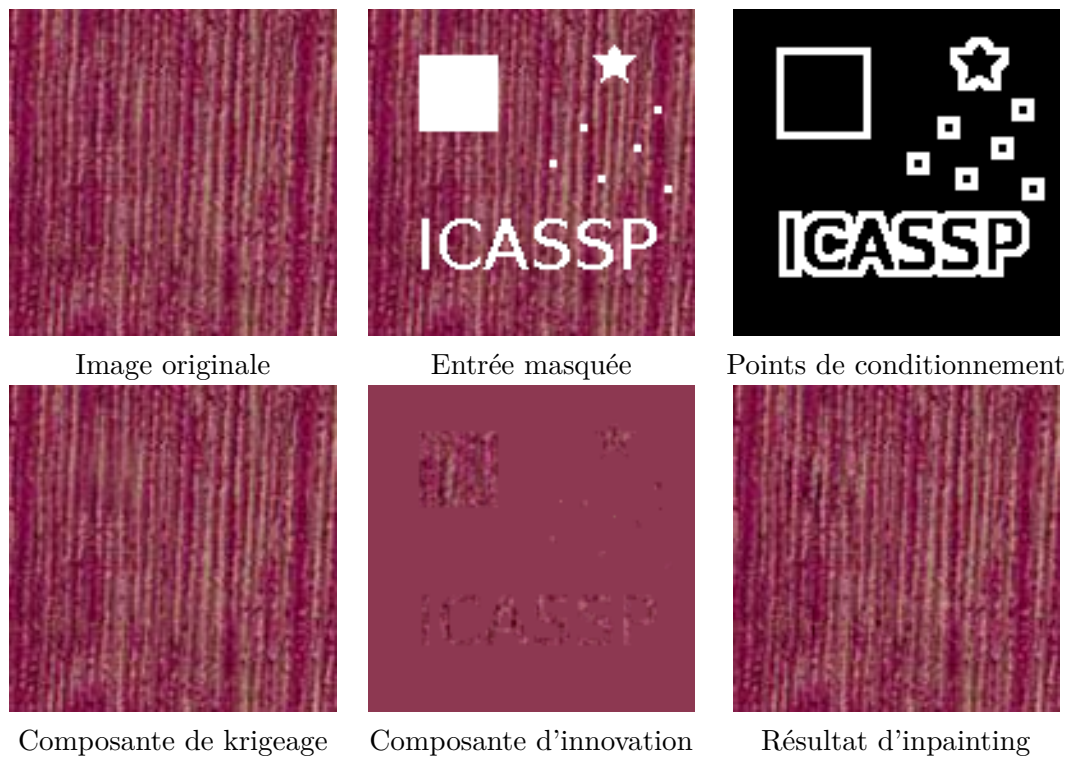 ICASSP
ICASSP
Image originale
Entrée masquée
Points de conditionnement
ICASSP
Composante de krigeage
Composante d'innovation
Résultat d'inpainting